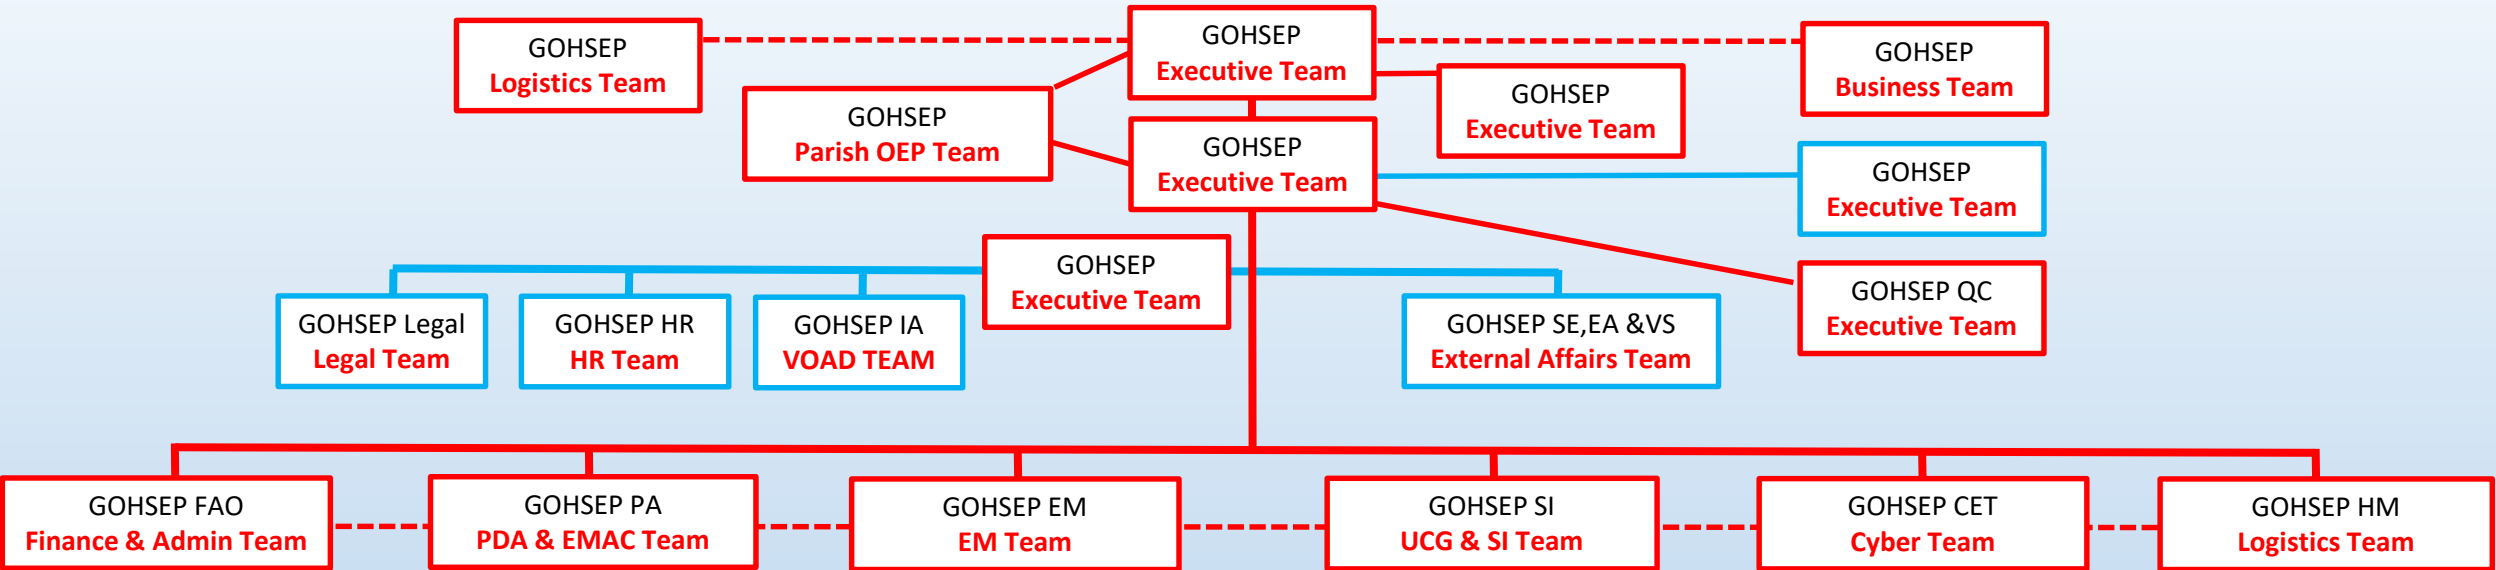 GOHSEP
Logistics Team
GOHSEP
Executive Team
GOHSEP
Business Team
GOHSEP
Executive Team
GOHSEP
Parish OEP Team
GOHSEP
Executive Team
GOHSEP
Executive Team
GOHSEP
Executive Team
GOHSEP QC
Executive Team
GOHSEP Legal
Legal Team
GOHSEP HR
HR Team
GOHSEP IA
VOAD TEAM
GOHSEP SE,EA &VS
External Affairs Team
GOHSEP FAO
Finance & Admin Team
GOHSEP PA
PDA & EMAC Team
GOHSEP EM
EM Team
GOHSEP SI
UCG & SI Team
GOHSEP CET
Cyber Team
GOHSEP HM
Logistics Team